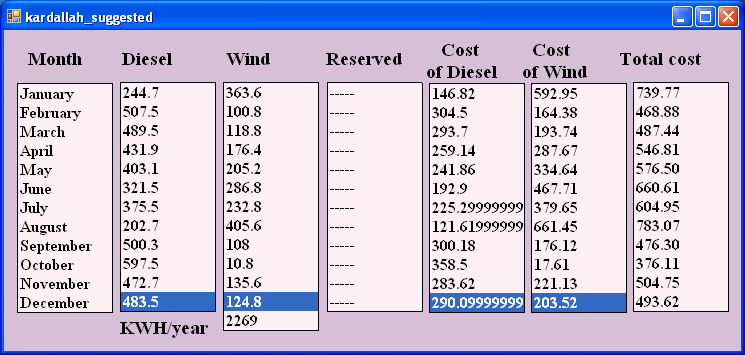 kardallah_suggested
Month Diesel Wind Reserved Cost of Diesel Cost of Wind Total cost
January 244.7 363.6 ----- 146.82 592.95 739.77
February 507.5 100.8 ----- 304.5 164.38 468.88
March 489.5 118.8 ----- 293.7 193.74 487.44
April 431.9 176.4 ----- 259.14 287.67 546.81
May 403.1 205.2 ----- 241.86 334.64 576.50
June 321.5 286.8 ----- 192.9 467.71 660.61
July 375.5 232.8 ----- 225.29999999 379.65 604.95
August 202.7 405.6 ----- 121.61999999 661.45 783.07
September 500.3 108 ----- 300.18 176.12 476.30
October 597.5 10.8 ----- 358.5 17.61 376.11
November 472.7 135.6 ----- 283.62 221.13 504.75
December 483.5 124.8 ----- 290.09999999 203.52 493.62
KWH/year 2269